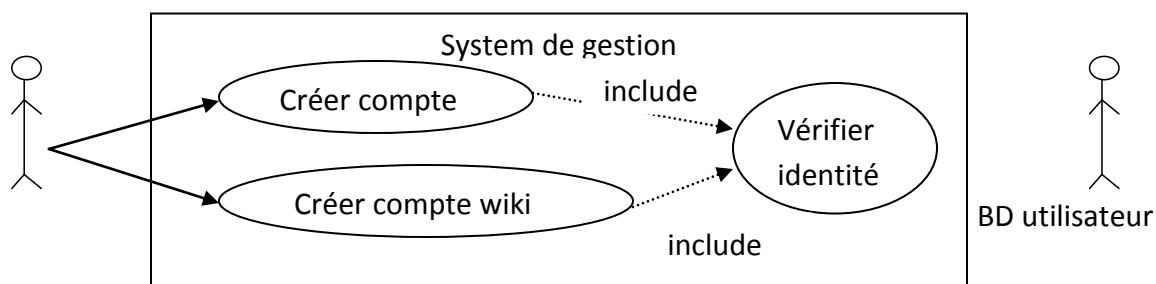 System de gestion
Créer compte
include
Vérifier
identité
Créer compte wiki
include
BD utilisateur